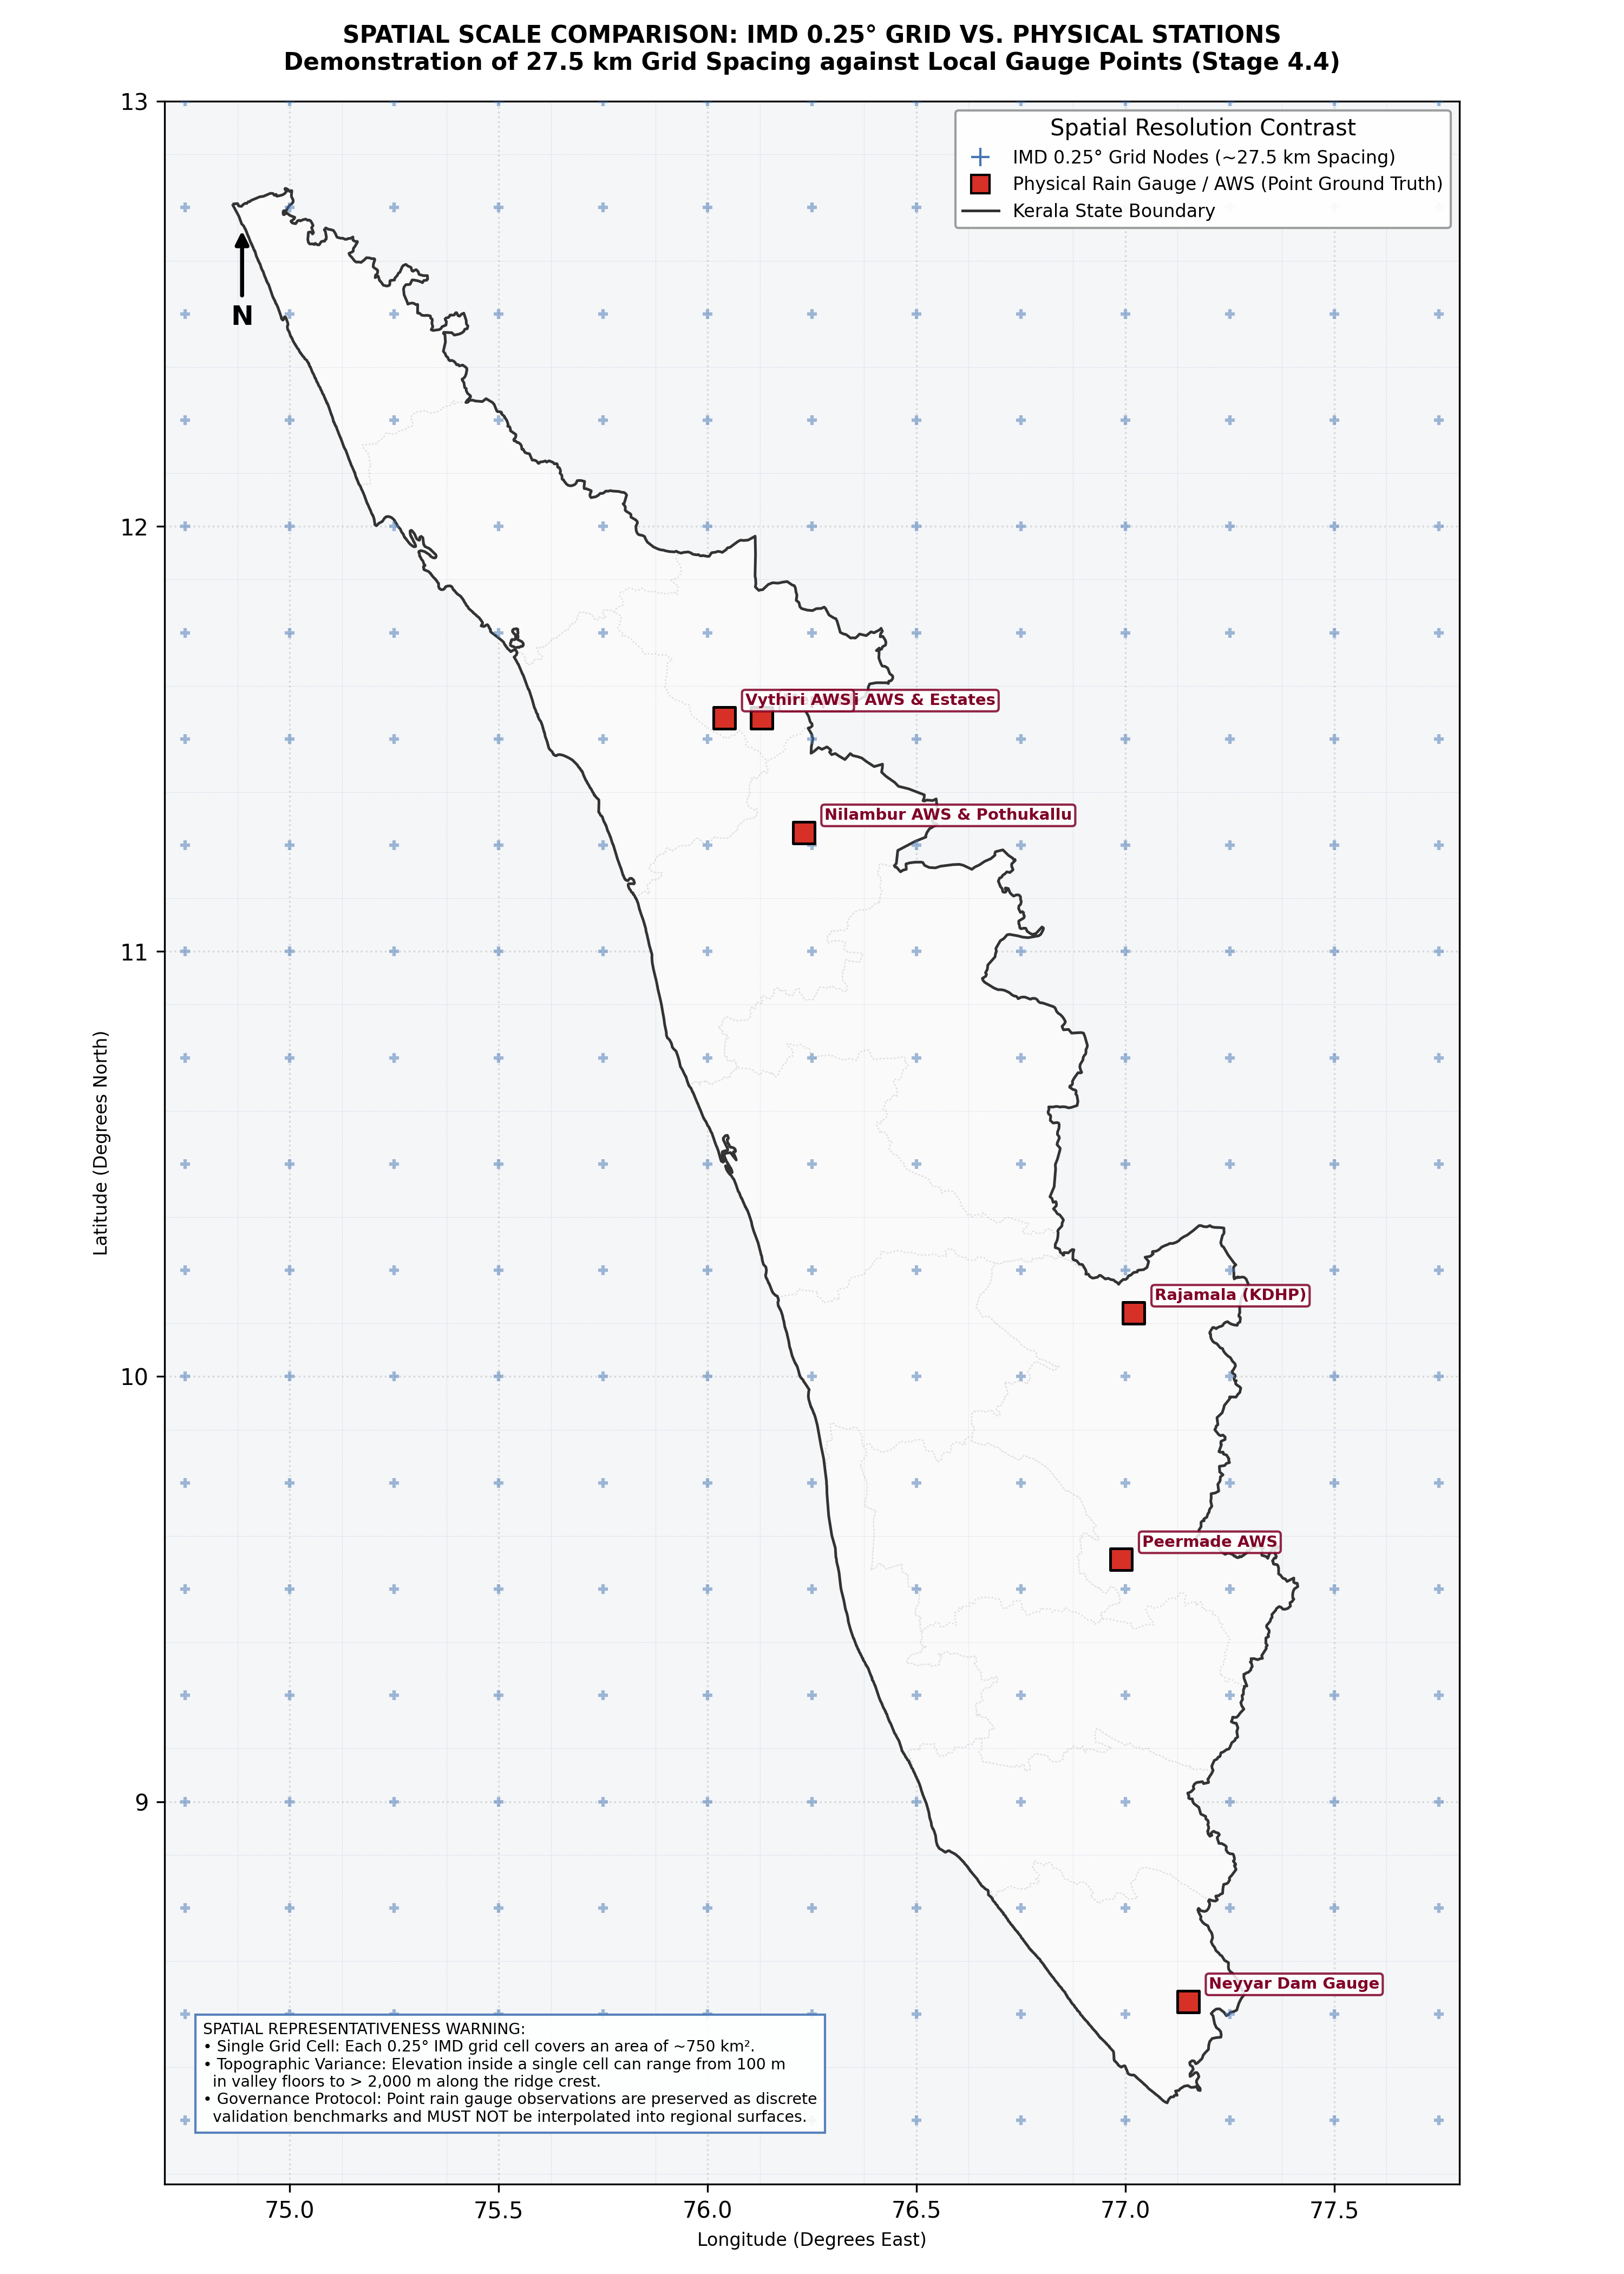 SPATIAL SCALE COMPARISON: IMD 0.25° GRID VS. PHYSICAL STATIONS
Demonstration of 27.5 km Grid Spacing against Local Gauge Points (Stage 4.4)
Spatial Resolution Contrast
IMD 0.25° Grid Nodes (~27.5 km Spacing)
Physical Rain Gauge / AWS (Point Ground Truth)
Kerala State Boundary
N
Vythiri AWS
i AWS & Estates
Nilambur AWS & Pothukallu
Rajamala (KDHP)
Peermade AWS
Neyyar Dam Gauge
13
12
11
10
9
Latitude (Degrees North)
SPATIAL REPRESENTATIVENESS WARNING:
• Single Grid Cell: Each 0.25° IMD grid cell covers an area of ~750 km².
• Topographic Variance: Elevation inside a single cell can range from 100 m
in valley floors to > 2,000 m along the ridge crest.
• Governance Protocol: Point rain gauge observations are preserved as discrete
validation benchmarks and MUST NOT be interpolated into regional surfaces.
75.0 75.5 76.0 76.5 77.0 77.5
Longitude (Degrees East)